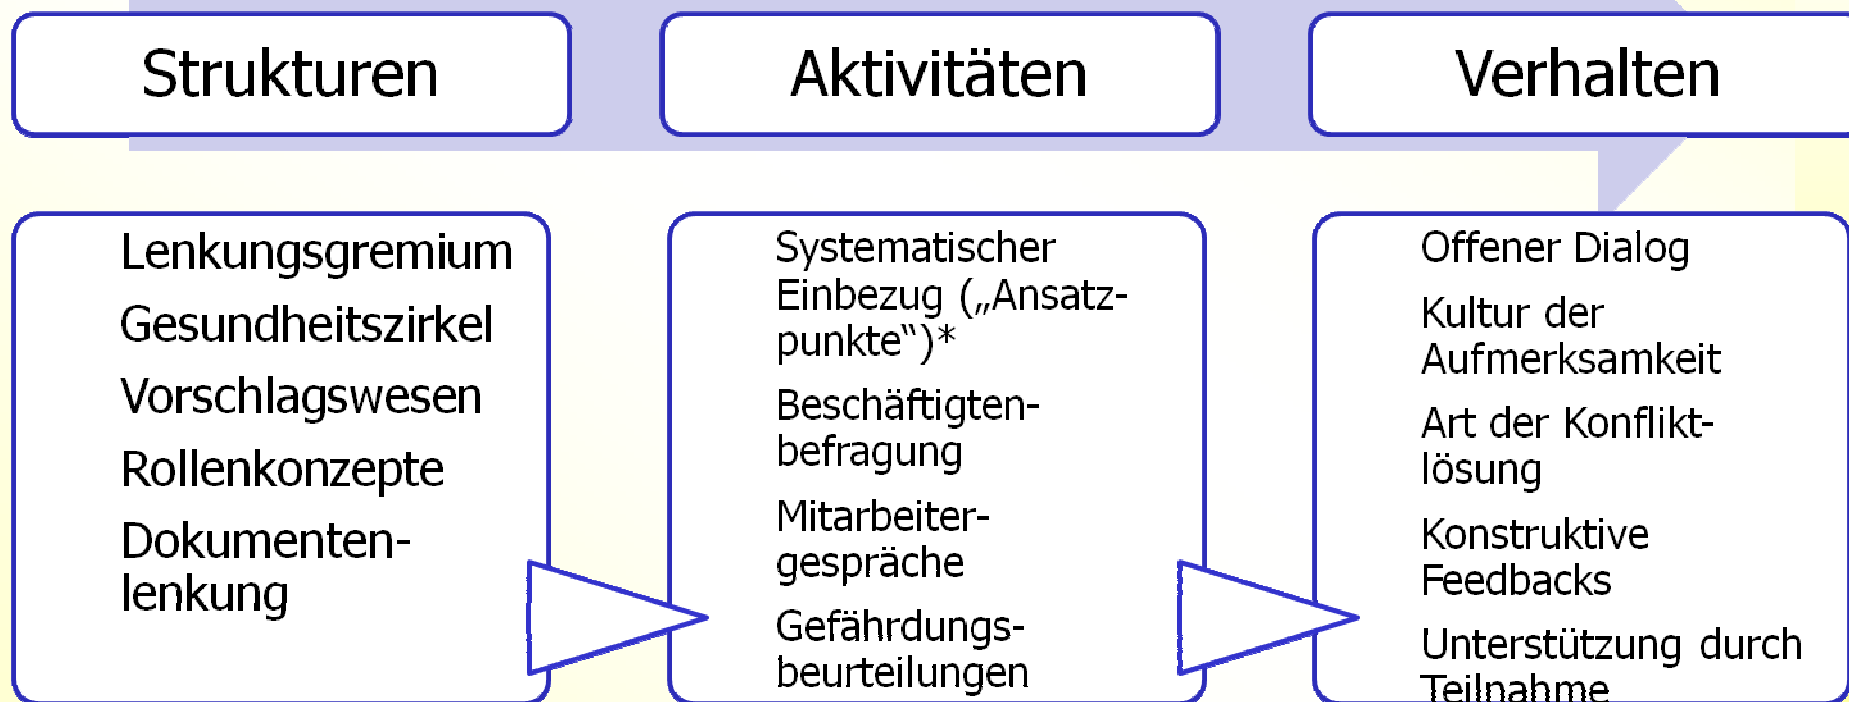 Strukturen
Aktivitäten
Verhalten
Lenkungsgremium
Gesundheitszirkel
Vorschlagswesen
Rollenkonzepte
Dokumenten-
lenkung
Systematischer
Einbezug („Ansatz-
punkte“)*
Beschäftigten-
befragung
Mitarbeiter-
gespräche
Gefährdungs-
beurteilungen
Offener Dialog
Kultur der
Aufmerksamkeit
Art der Konflikt-
lösung
Konstruktive
Feedbacks
Unterstützung durch
Teilnahme